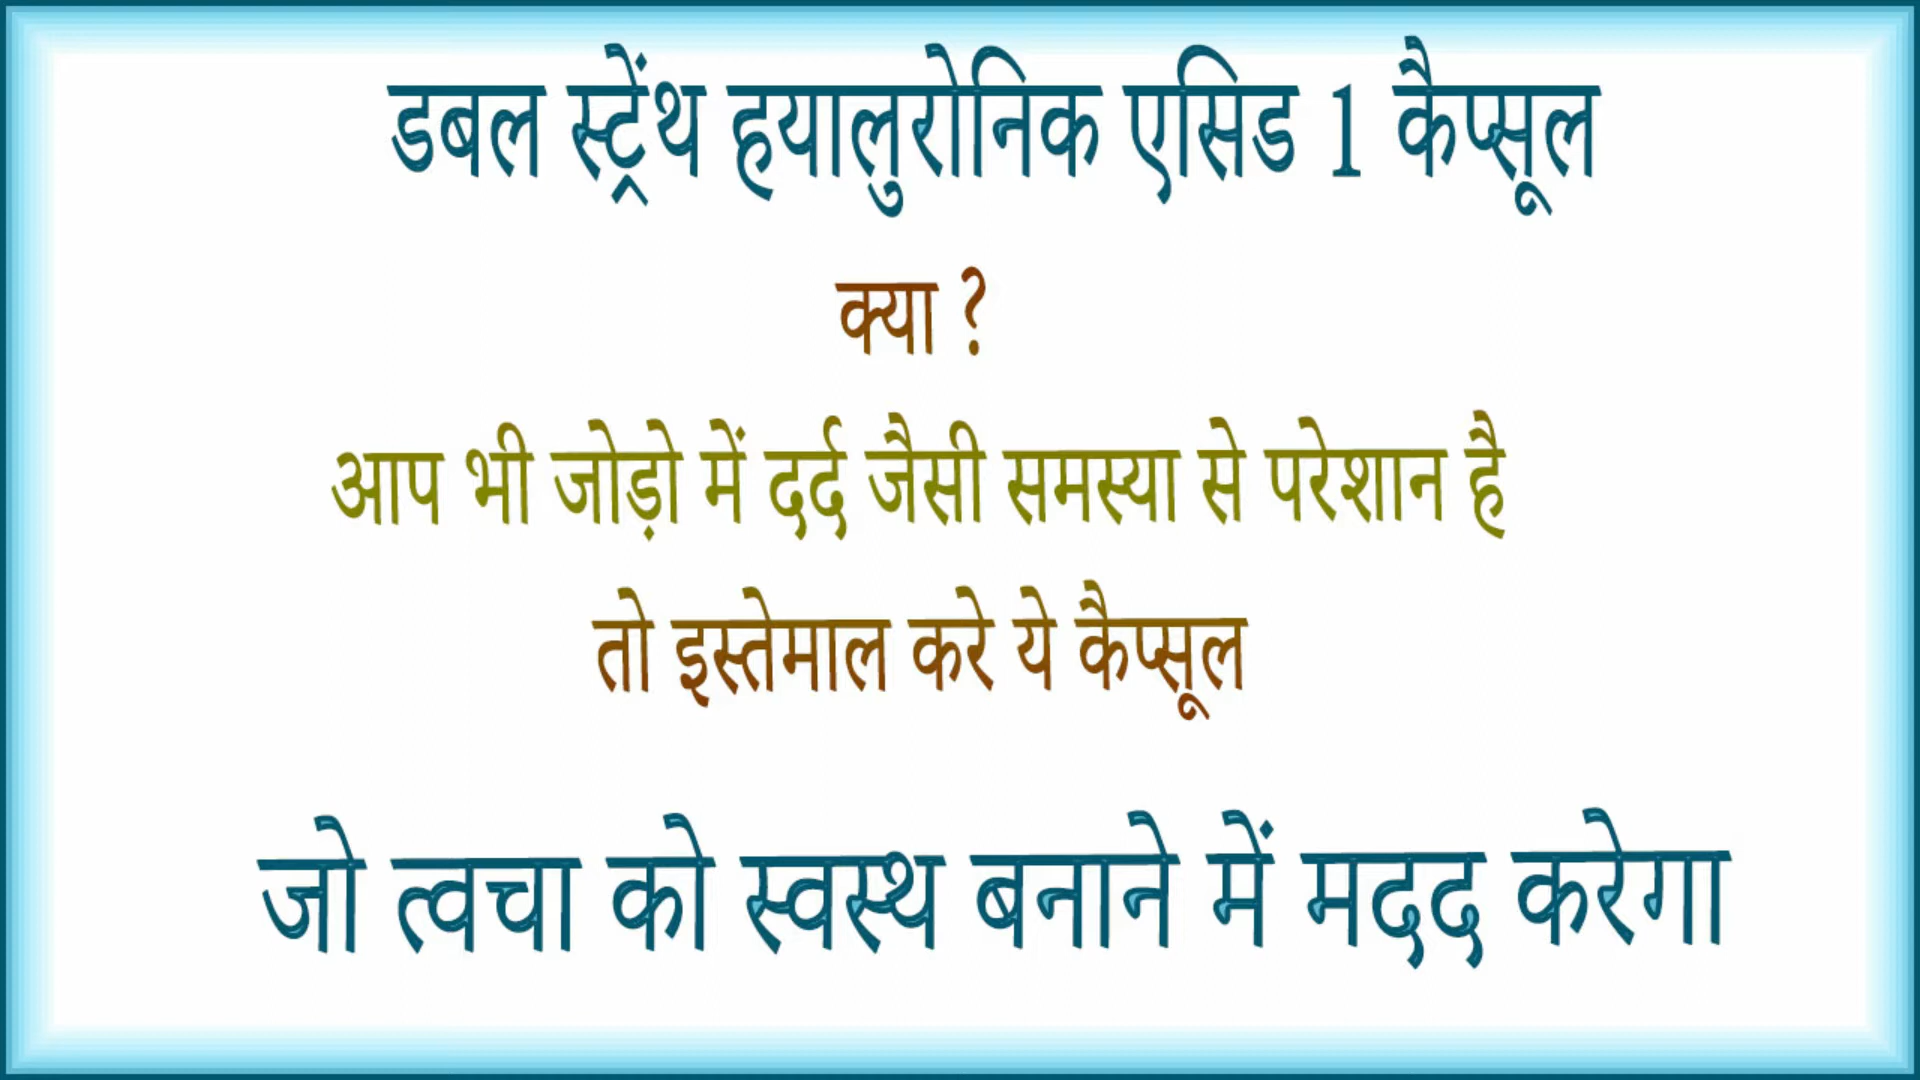 डबल स्ट्रेंथ हयालुरोनिक एसिड 1 कैप्सूल
क्या ?
आप भी जोड़ो में दर्द जैसी समस्या से परेशान है
तो इस्तेमाल करे ये कैप्सूल
जो त्वचा को स्वस्थ बनाने में मदद करेगा